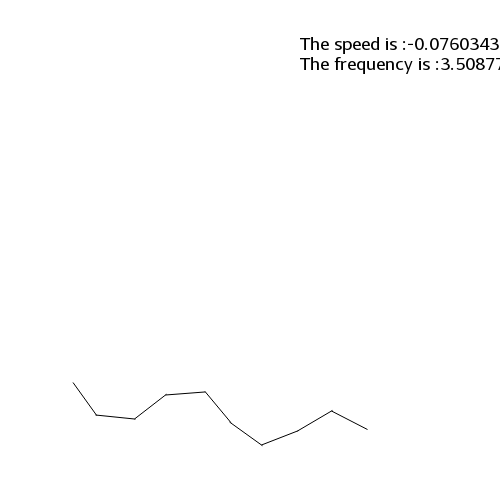 The speed is :-0.0760343
The frequency is :3.50877